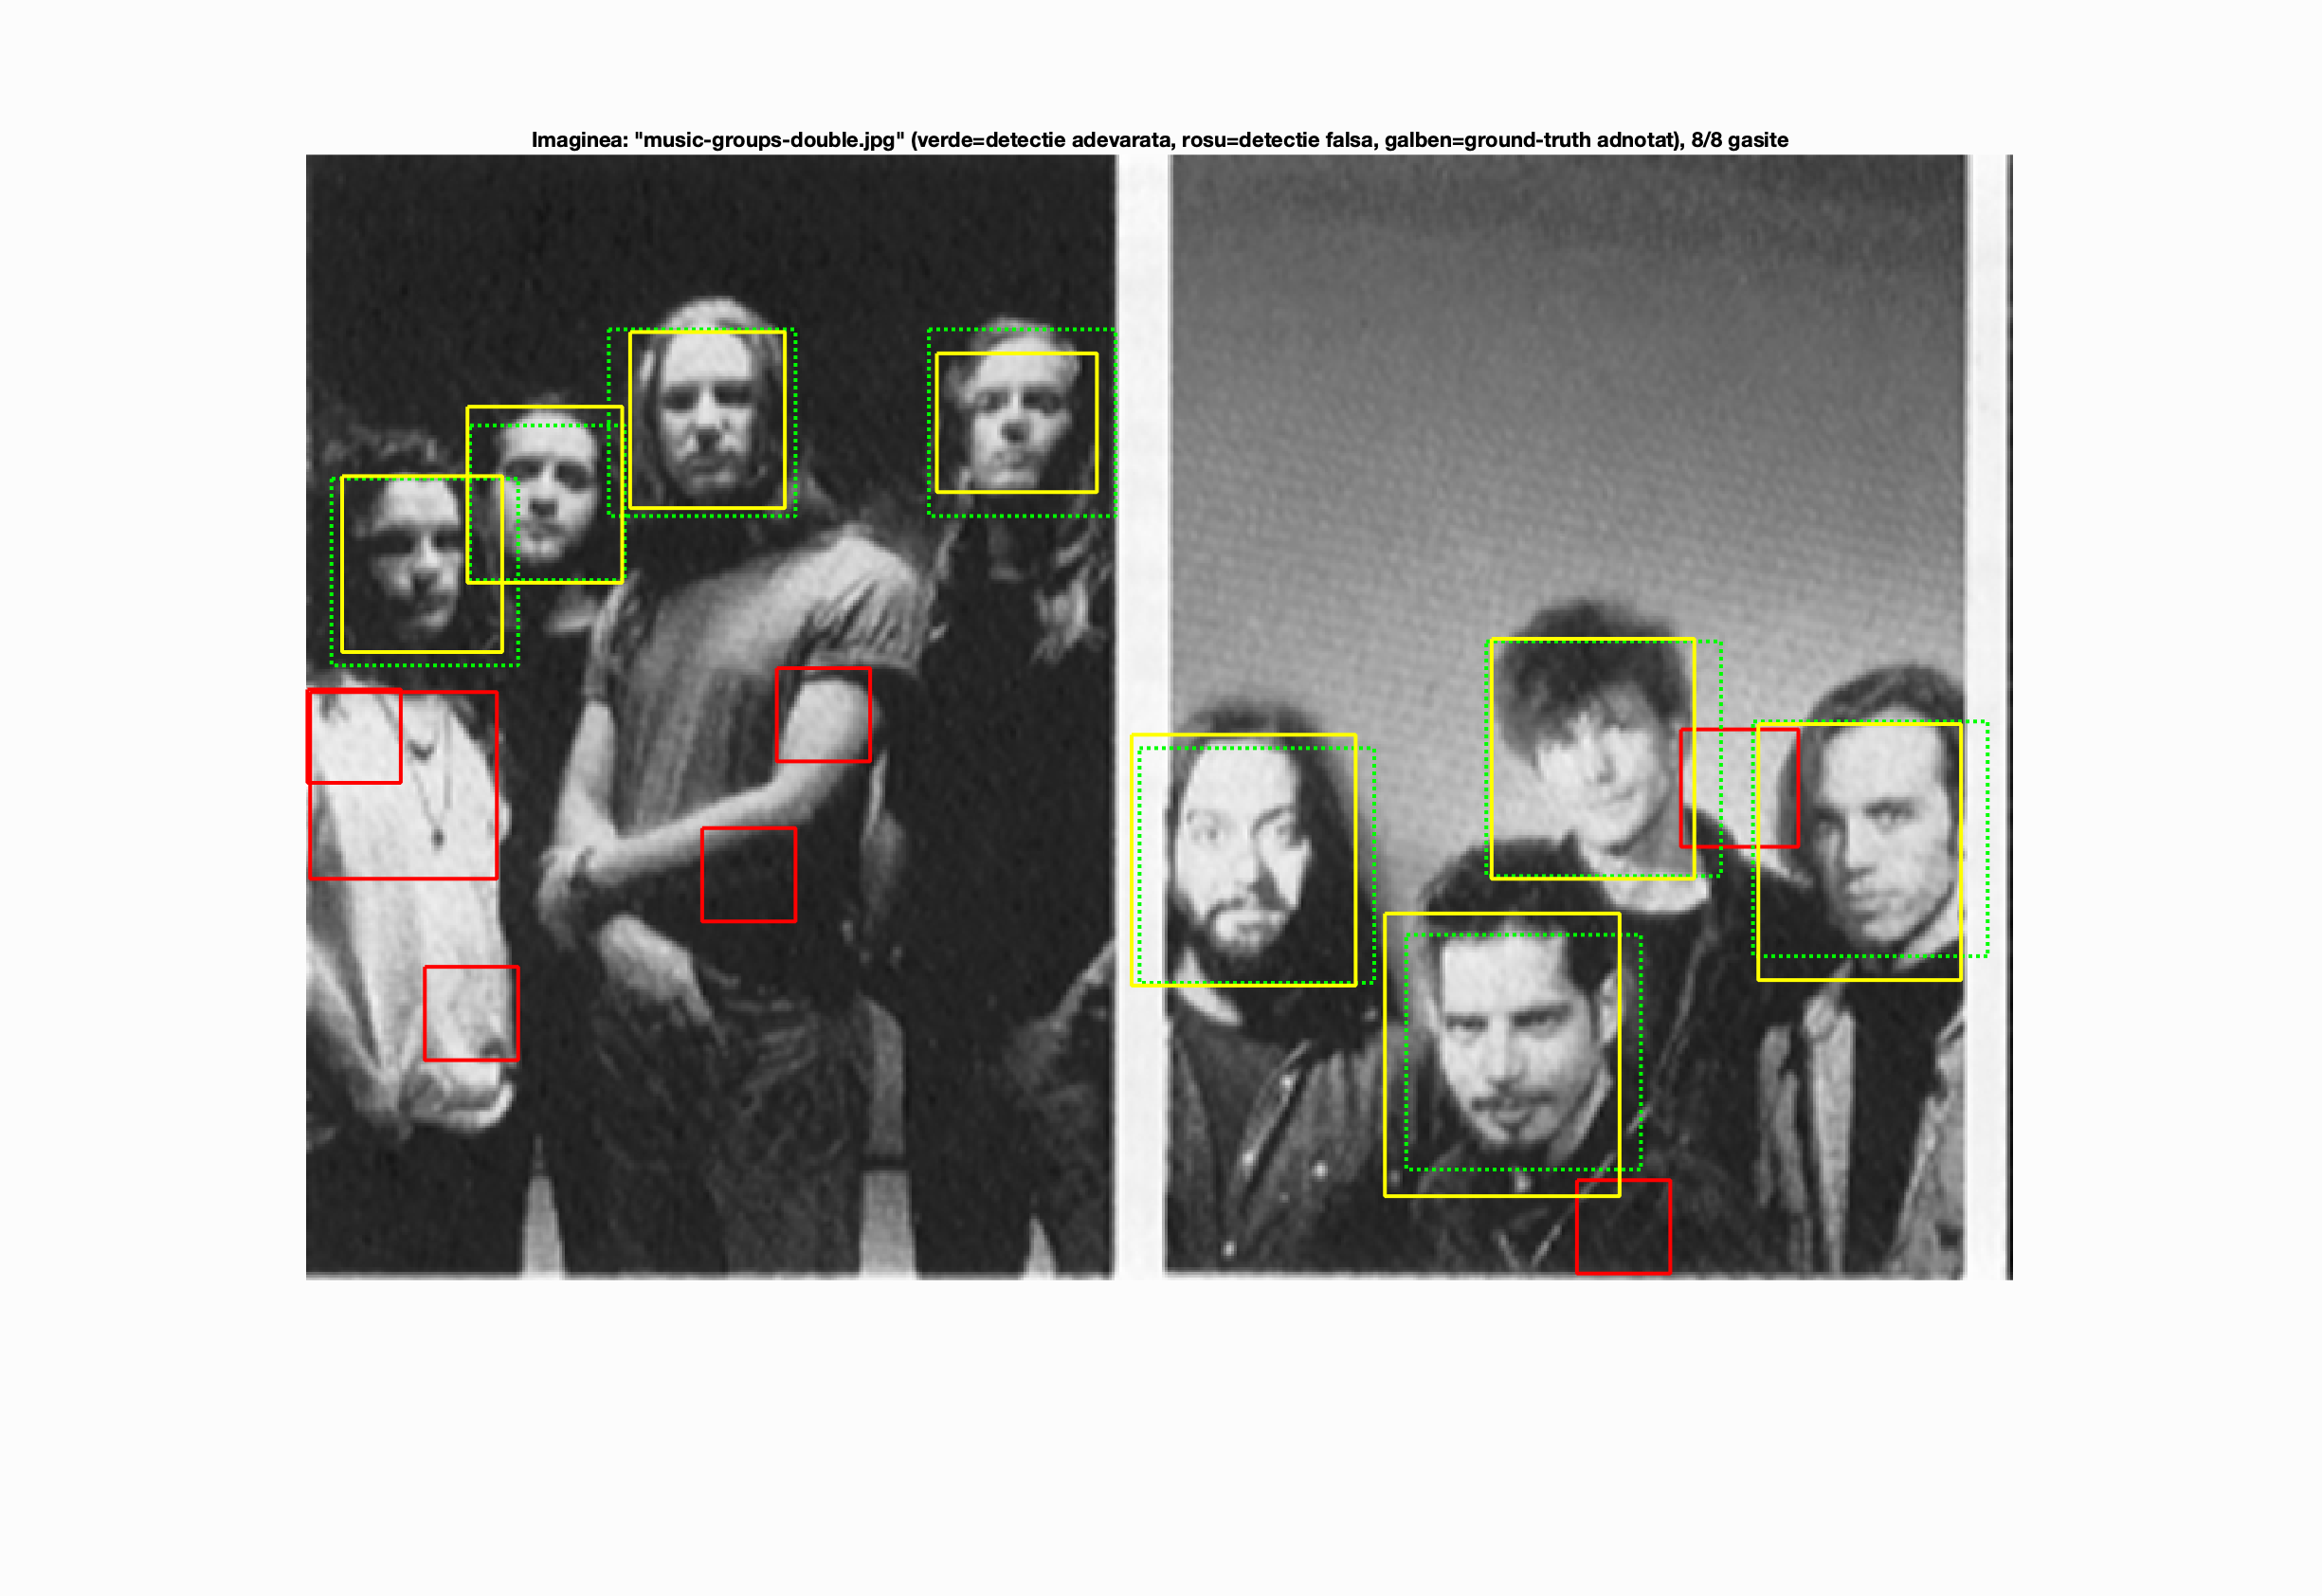 Imaginea: "music-groups-double.jpg" (verde=detectie adevarata, rosu=detectie falsa, galben=ground-truth adnotat), 8/8 gasite